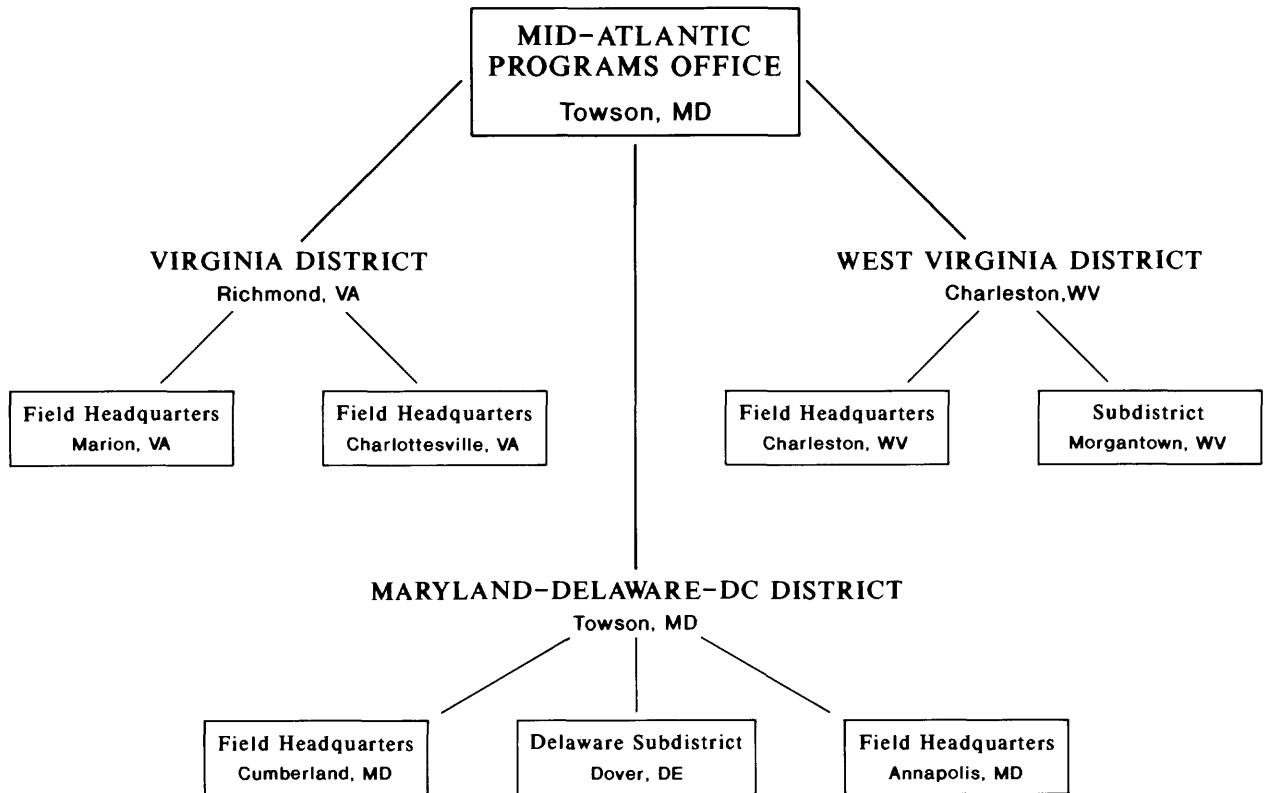 MID-ATLANTIC
PROGRAMS OFFICE
Towson, MD
VIRGINIA DISTRICT
Richmond, VA
WEST VIRGINIA DISTRICT
Charleston,WV
Field Headquarters
Marion, VA
Field Headquarters
Charlottesville, VA
Field Headquarters
Charleston, WV
Subdistrict
Morgantown, WV
MARYLAND-DELAWARE-DC DISTRICT
Towson, MD
Field Headquarters
Cumberland, MD
Delaware Subdistrict
Dover, DE
Field Headquarters
Annapolis, MD